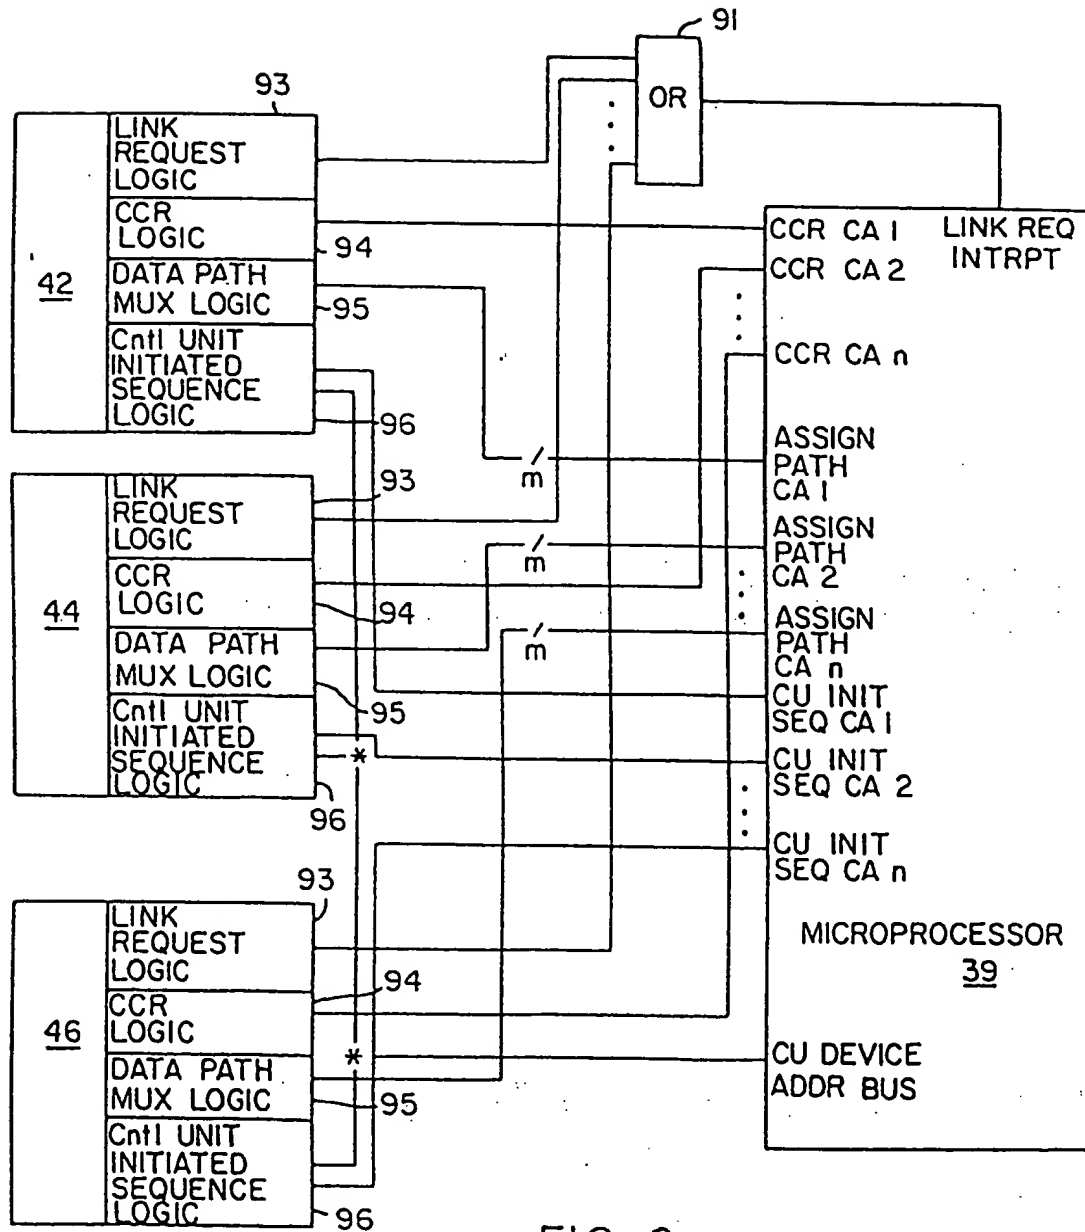 91
OR
93
LINK
REQUEST
LOGIC
CCR
LOGIC
94
42
DATA PATH
MUX LOGIC
95
Cntl UNIT
INITIATED
SEQUENCE
LOGIC
96
93
LINK
REQUEST
LOGIC
CCR
LOGIC
94
44
DATA PATH
MUX LOGIC
95
Cntl UNIT
INITIATED
SEQUENCE
LOGIC
96
*
93
LINK
REQUEST
LOGIC
94
CCR
LOGIC
46
*
DATA PATH
MUX LOGIC
95
Cntl UNIT
INITIATED
SEQUENCE
LOGIC
96
m
m
m
LINK REQ
INTRPT
CCR CA 1
CCR CA 2
CCR CA n
ASSIGN
PATH
CA 1
ASSIGN
PATH
CA 2
ASSIGN
PATH
CA n
CU INIT
SEQ CA 1
CU INIT
SEQ CA 2
CU INIT
SEQ CA n
MICROPROCESSOR
39
CU DEVICE
ADDR BUS